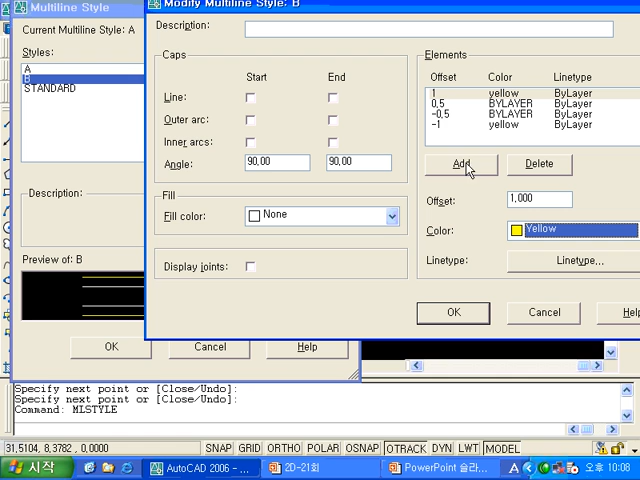 Multiline Style
Modify Multiline Style: B
Current Multiline Style: A
Styles:
A
B
STANDARD
Description:
Preview of: B
OK
Cancel
Help
Description:
Caps
Start
End
Line:
Outer arc:
Inner arcs:
Angle:
90,00
90,00
Fill
Fill color:
None
Display joints:
Elements
Offset
Color
Linetype
1
yellow
ByLayer
0,5
BYLAYER
ByLayer
-0,5
BYLAYER
ByLayer
-1
yellow
ByLayer
Add
Delete
Offset:
1,000
Color:
Yellow
Linetype:
Linetype...
OK
Cancel
Help
Specify next point or [Close/Undo]:
Specify next point or [Close/Undo]:
Command: MLSTYLE
31,5104, 8,3782 , 0,0000
SNAP
GRID
ORTHO
POLAR
OSNAP
OTRACK
DYN
LWT
MODEL
시작
AutoCAD 2006 - ...
2D-21회
PowerPoint 슬라...
A
오후 10:08